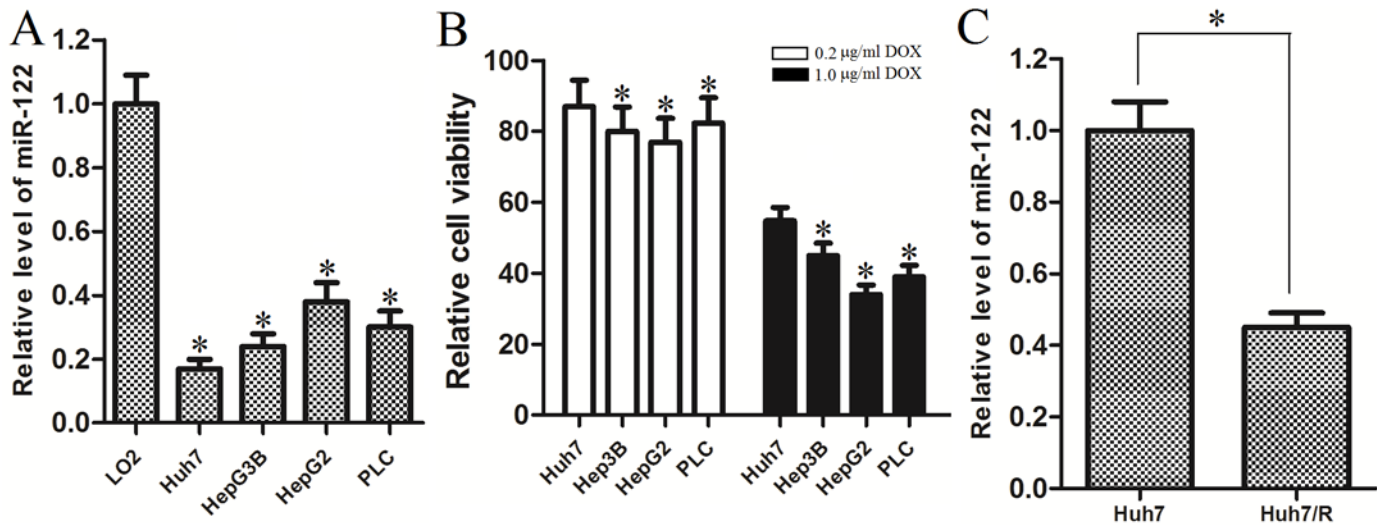 A
Relative level of miR-122
1.2
1.0
0.8
0.6
0.4
0.2
0.0
*
*
*
*
LO2
Huh7
HepG3B
HepG2
PLC
B
Relative cell viability
100
80
60
40
20
0
0.2 μg/ml DOX
1.0 μg/ml DOX
*
*
*
*
*
*
Huh7
Hep3B
HepG2
PLC
Huh7
Hep3B
HepG2
PLC
C
Relative level of miR-122
1.2
1.0
0.8
0.6
0.4
0.2
0.0
*
Huh7
Huh7/R